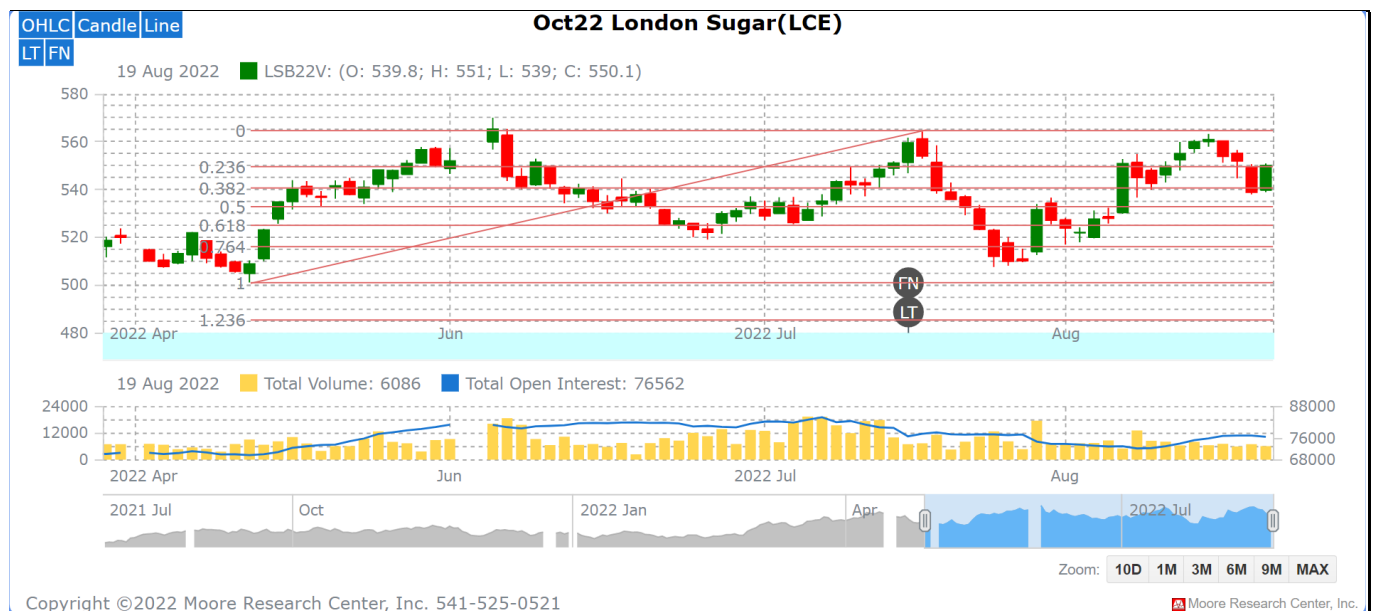 Oct22 London Sugar(LCE)
OHLC Candle Line
LT FN
19 Aug 2022 LSB22V: (O: 539.8; H: 551; L: 539; C: 550.1)
580
560
540
520
500
480
0
0.236
0.382
0.5
0.618
0.764
1
1.236
FN
LT
2022 Apr Jun 2022 Jul Aug
19 Aug 2022 Total Volume: 6086 Total Open Interest: 76562
24000 88000
12000 76000
0 68000
2022 Apr Jun 2022 Jul Aug
2021 Jul Oct 2022 Jan Apr 2022 Jul
Zoom: 10D 1M 3M 6M 9M MAX
Copyright ©2022 Moore Research Center, Inc. 541-525-0521
Moore Research Center, Inc.